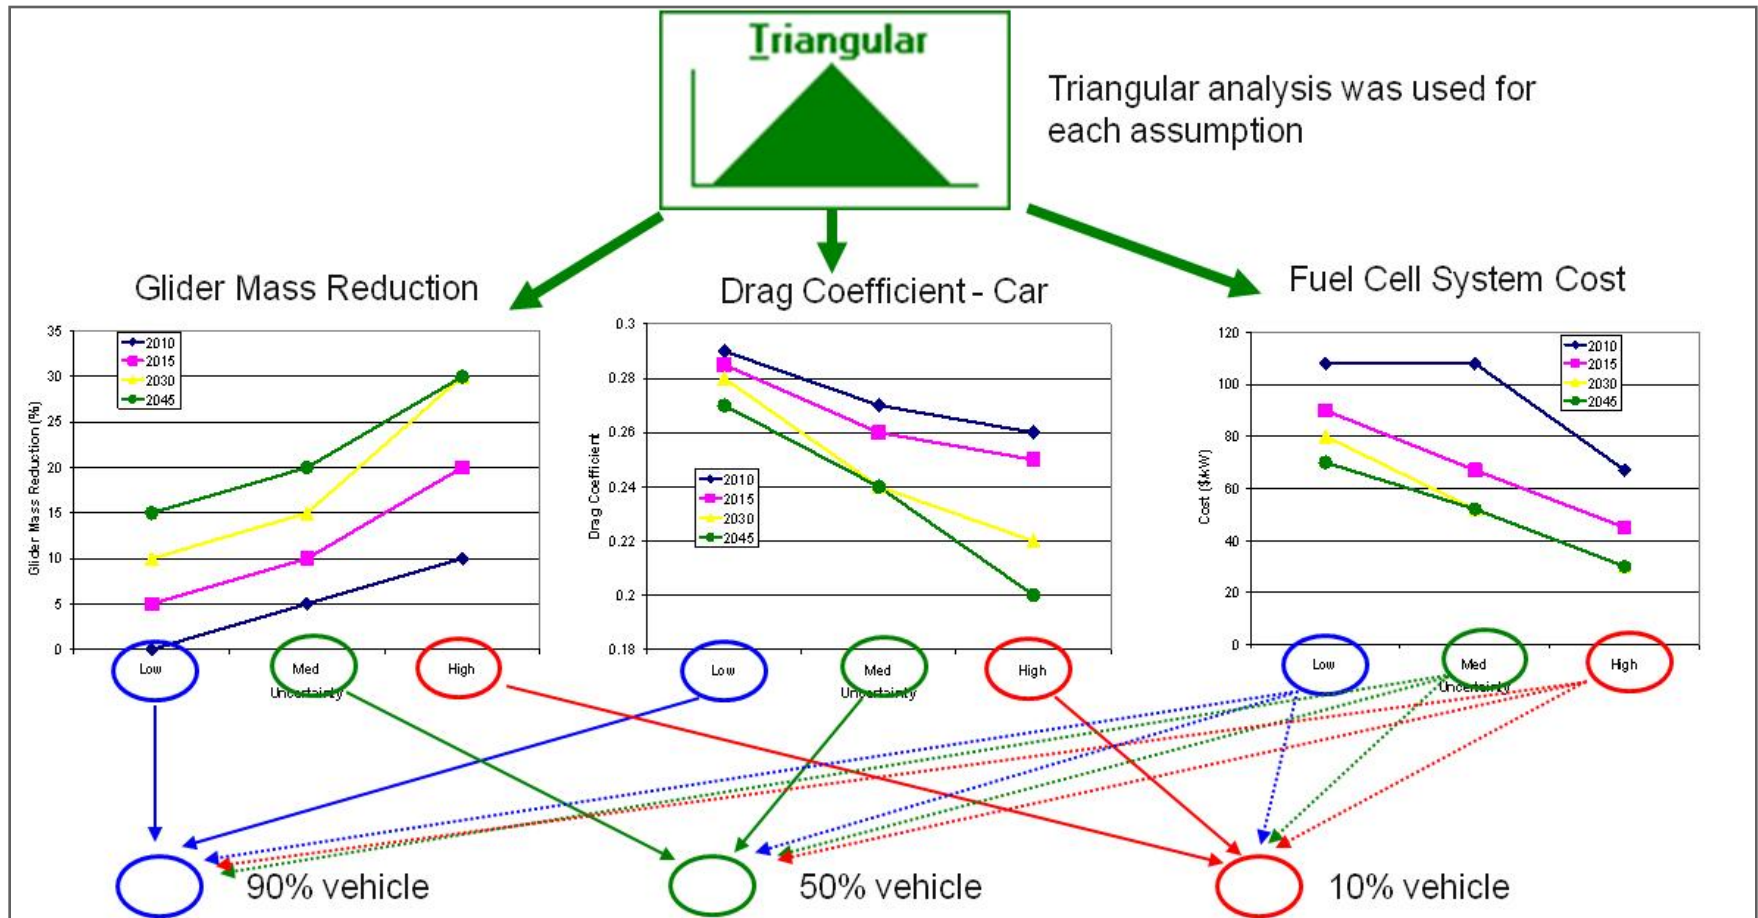 Triangular
Triangular analysis was used for
each assumption
Glider Mass Reduction
Glider Mass Reduction (%)
35
30
25
20
15
10
5
0
2010
2015
2030
2045
Low
Med
High
Uncertainty
Drag Coefficient - Car
Drag Coefficient
0.3
0.28
0.26
0.24
0.22
0.2
0.18
2010
2015
2030
2045
Low
Med
High
Uncertainty
Fuel Cell System Cost
Cost ($/kW)
120
100
80
60
40
20
0
2010
2015
2030
2045
Low
Med
High
Uncertainty
90% vehicle
50% vehicle
10% vehicle